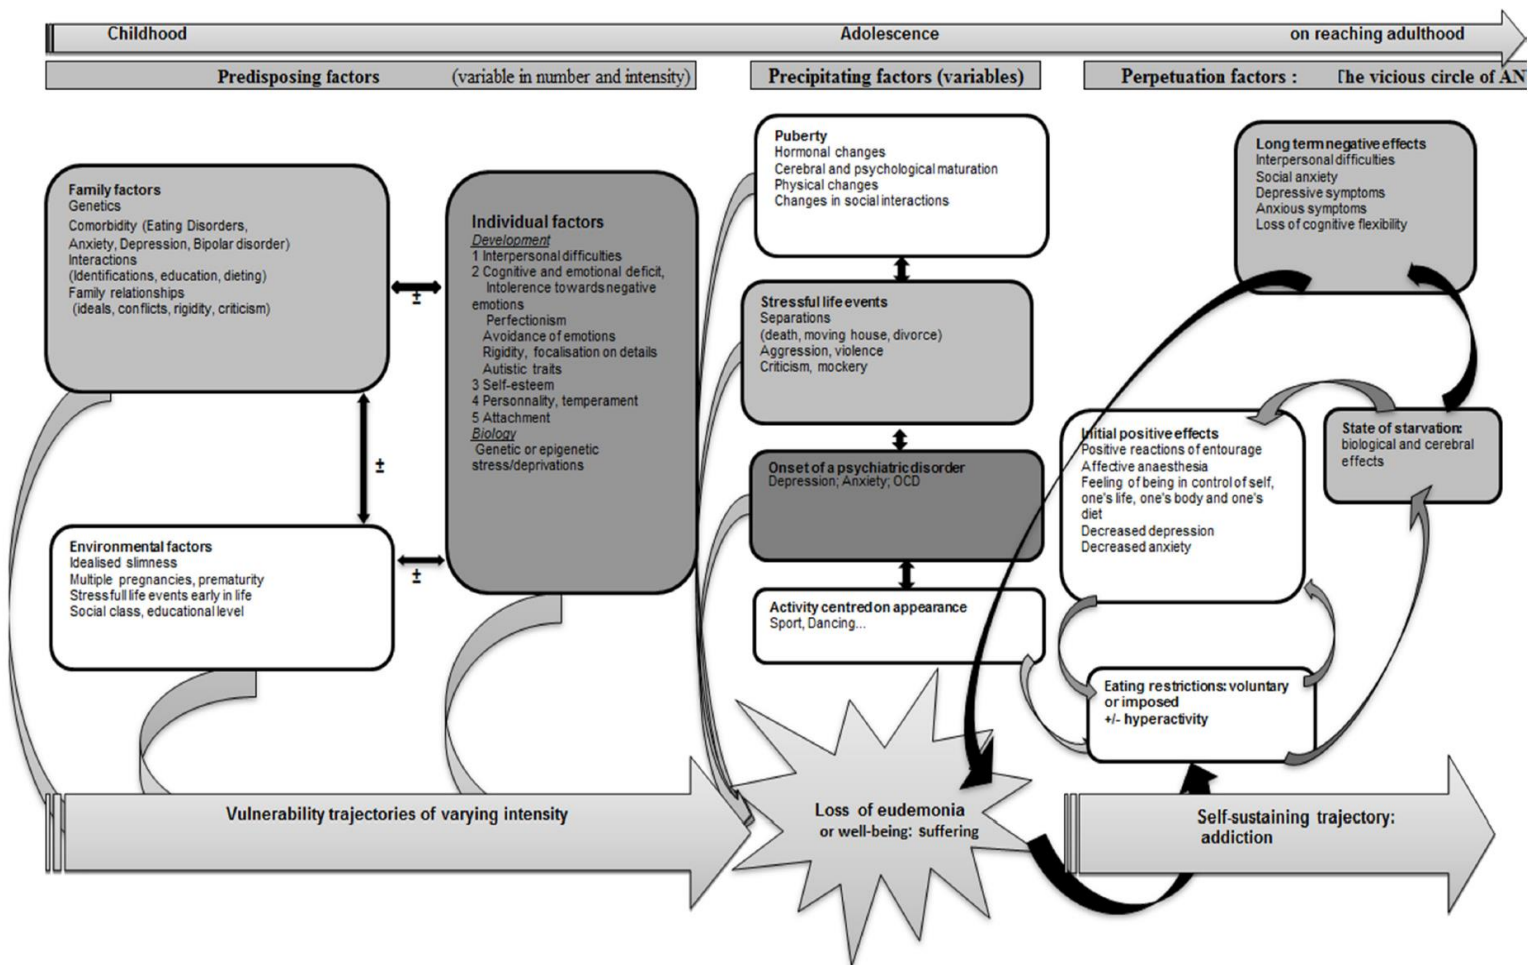 Childhood
Adolescence
on reaching adulthood
Predisposing factors (variable in number and intensity)
Precipitating factors (variables)
Perpetuation factors : The vicious circle of AN
Family factors
Genetics
Comorbidity (Eating Disorders,
Anxiety, Depression, Bipolar disorder)
Interactions
(Identifications, education, dieting)
Family relationships
(ideals, conflicts, rigidity, criticism)
±
±
±
Environmental factors
Idealised slimness
Multiple pregnancies, prematurity
Stressfull life events early in life
Social class, educational level
Individual factors
Development
1 Interpersonal difficulties
2 Cognitive and emotional deficit,
Intolerence towards negative
emotions
Perfectionism
Avoidance of emotions
Rigidity, focalisation on details
Autistic traits
3 Self-esteem
4 Personnality, temperament
5 Attachment
Biology
Genetic or epigenetic
stress/deprivations
Puberty
Hormonal changes
Cerebral and psychological maturation
Physical changes
Changes in social interactions
Stressful life events
Separations
(death, moving house, divorce)
Aggression, violence
Criticism, mockery
Onset of a psychiatric disorder
Depression; Anxiety; OCD
Activity centred on appearance
Sport, Dancing...
Long term negative effects
Interpersonal difficulties
Social anxiety
Depressive symptoms
Anxious symptoms
Loss of cognitive flexibility
Initial positive effects
Positive reactions of entourage
Affective anaesthesia
Feeling of being in control of self,
one's life, one's body and one's
diet
Decreased depression
Decreased anxiety
State of starvation:
biological and cerebral
effects
Eating restrictions: voluntary
or imposed
+/- hyperactivity
Vulnerability trajectories of varying intensity
Loss of eudemonia
or well-being: suffering
Self-sustaining trajectory:
addiction